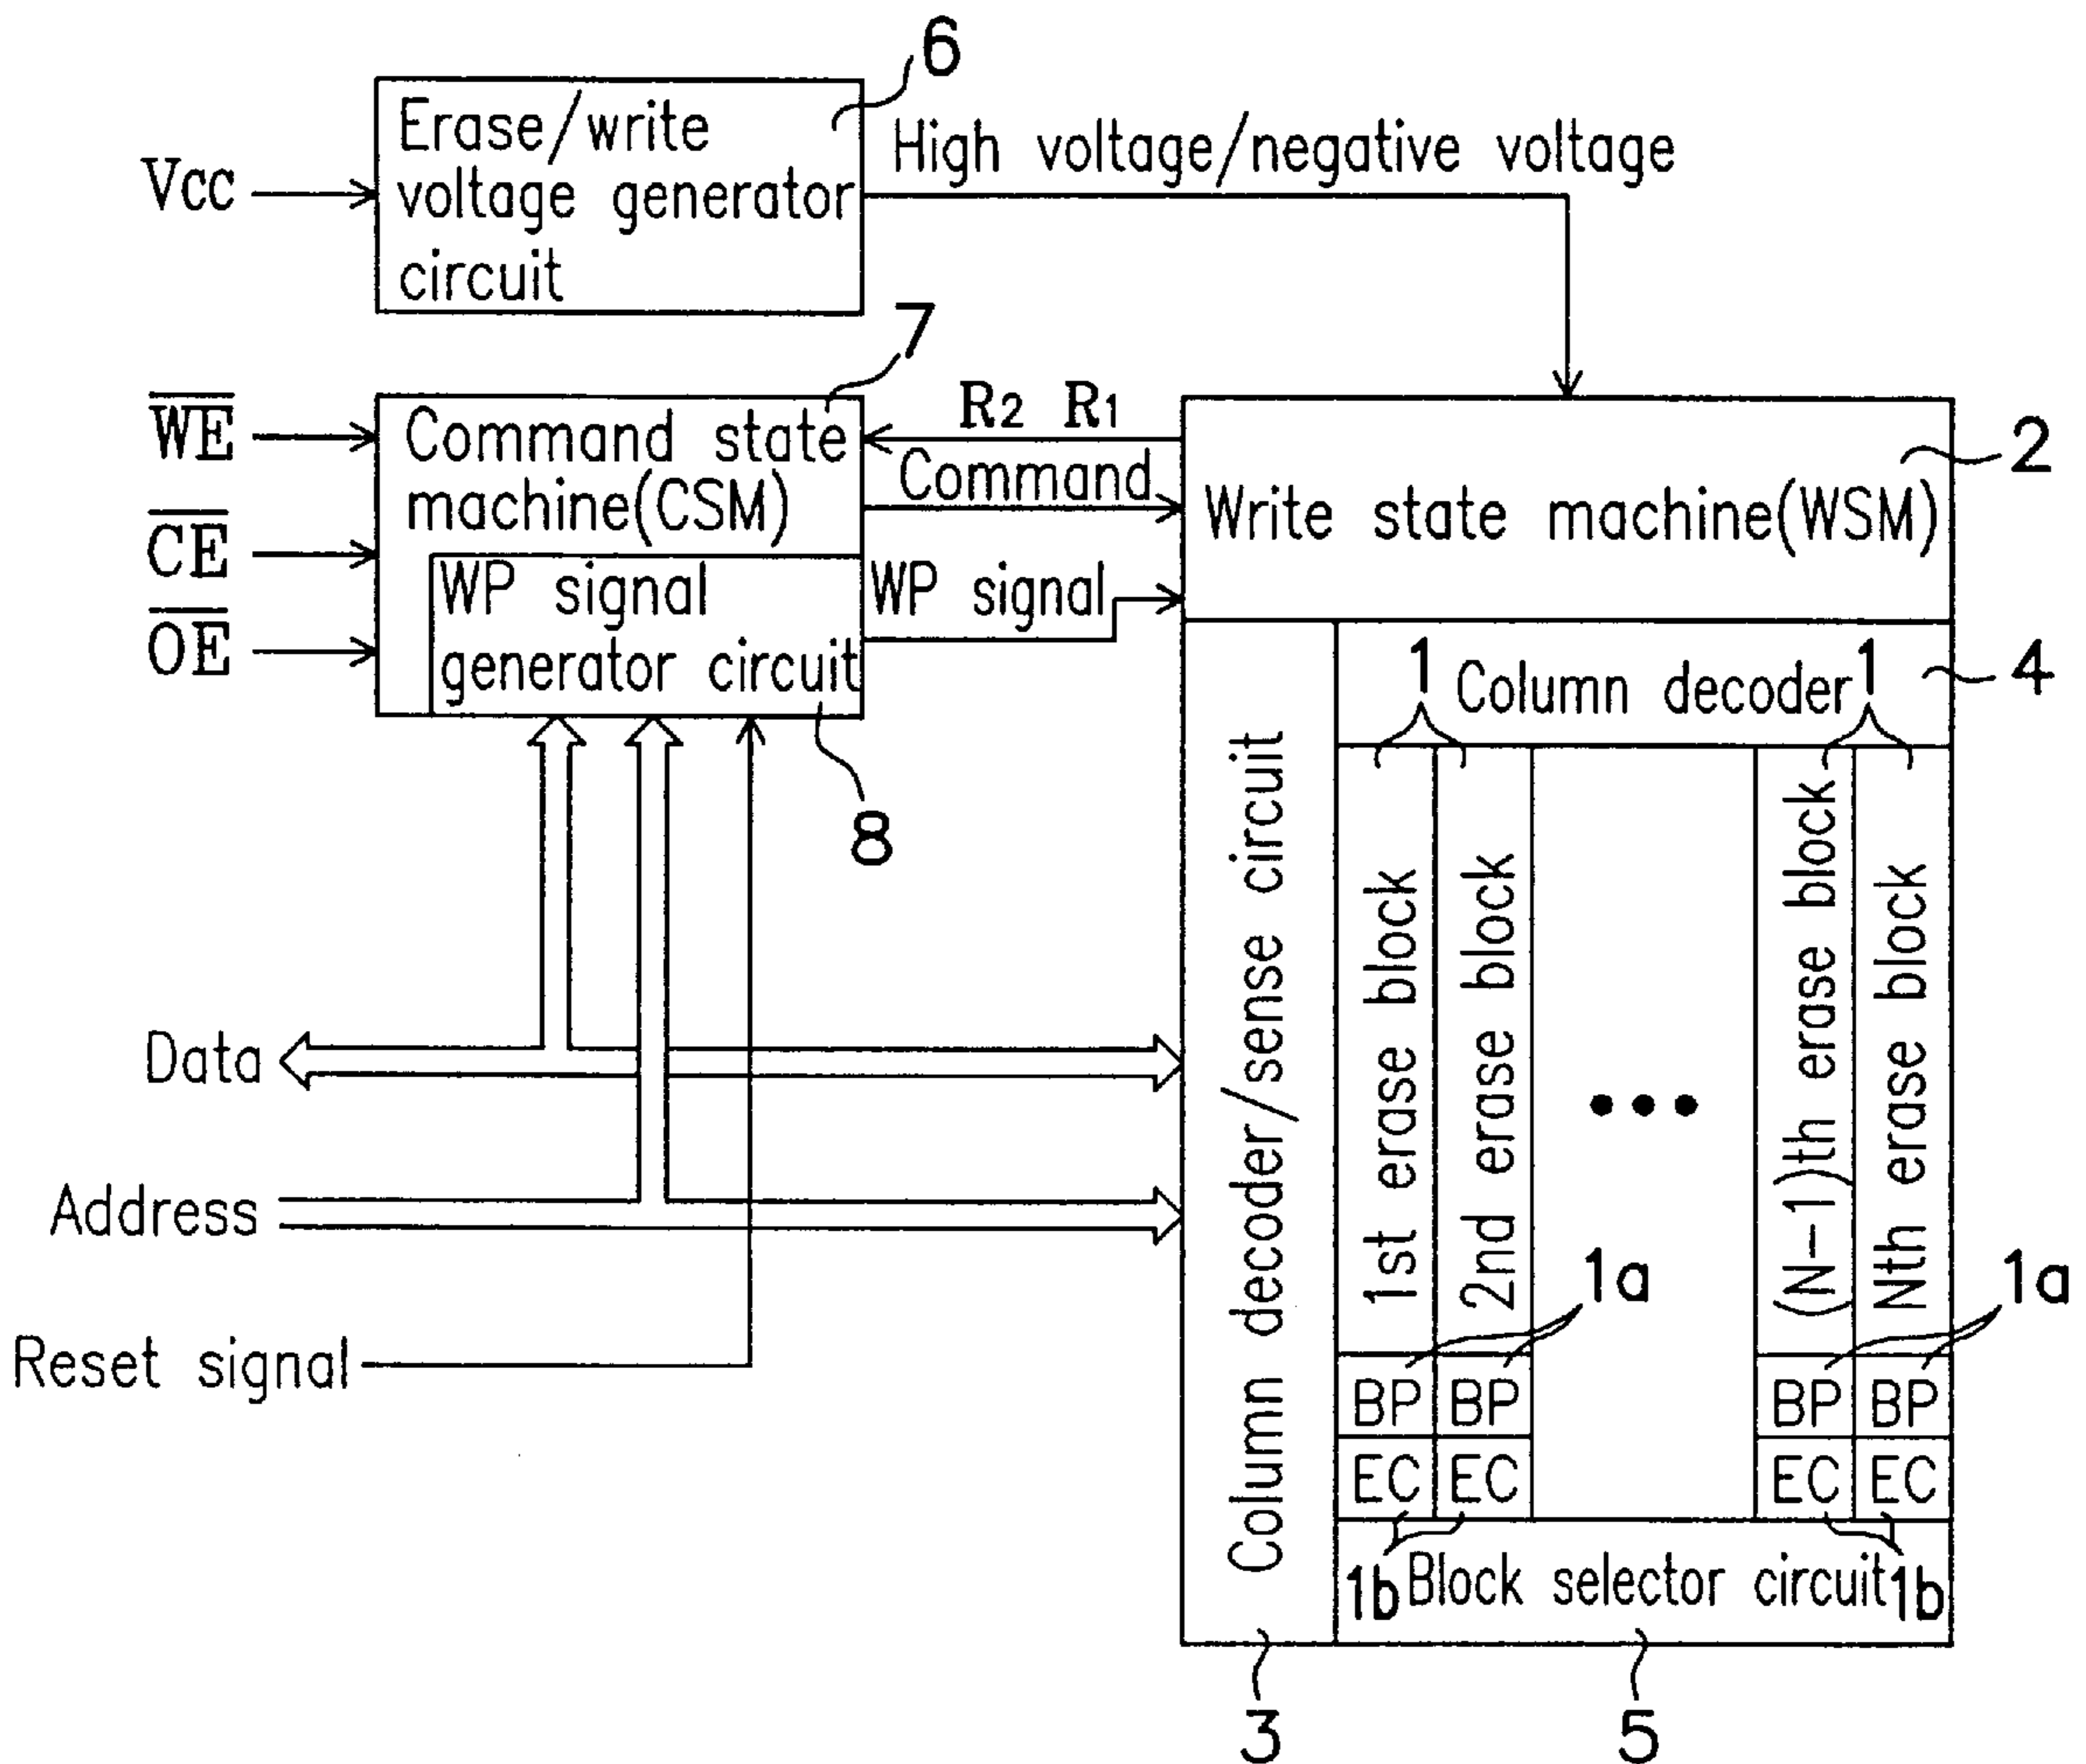 6
Erase/write
voltage generator
circuit
High voltage/negative voltage
Vcc
7
W̅E̅
C̅E̅
O̅E̅
Command state
machine(CSM)
WP signal
generator circuit
8
R2 R1
Command
WP signal
Write state machine(WSM)
2
1 Column decoder 1
4
Column decoder/sense circuit
1st erase block
2nd erase block
•••
(N-1)th erase block
Nth erase block
Data
Address
Reset signal
1a
1a
BP BP BP BP
EC EC EC EC
1b Block selector circuit 1b
3
5